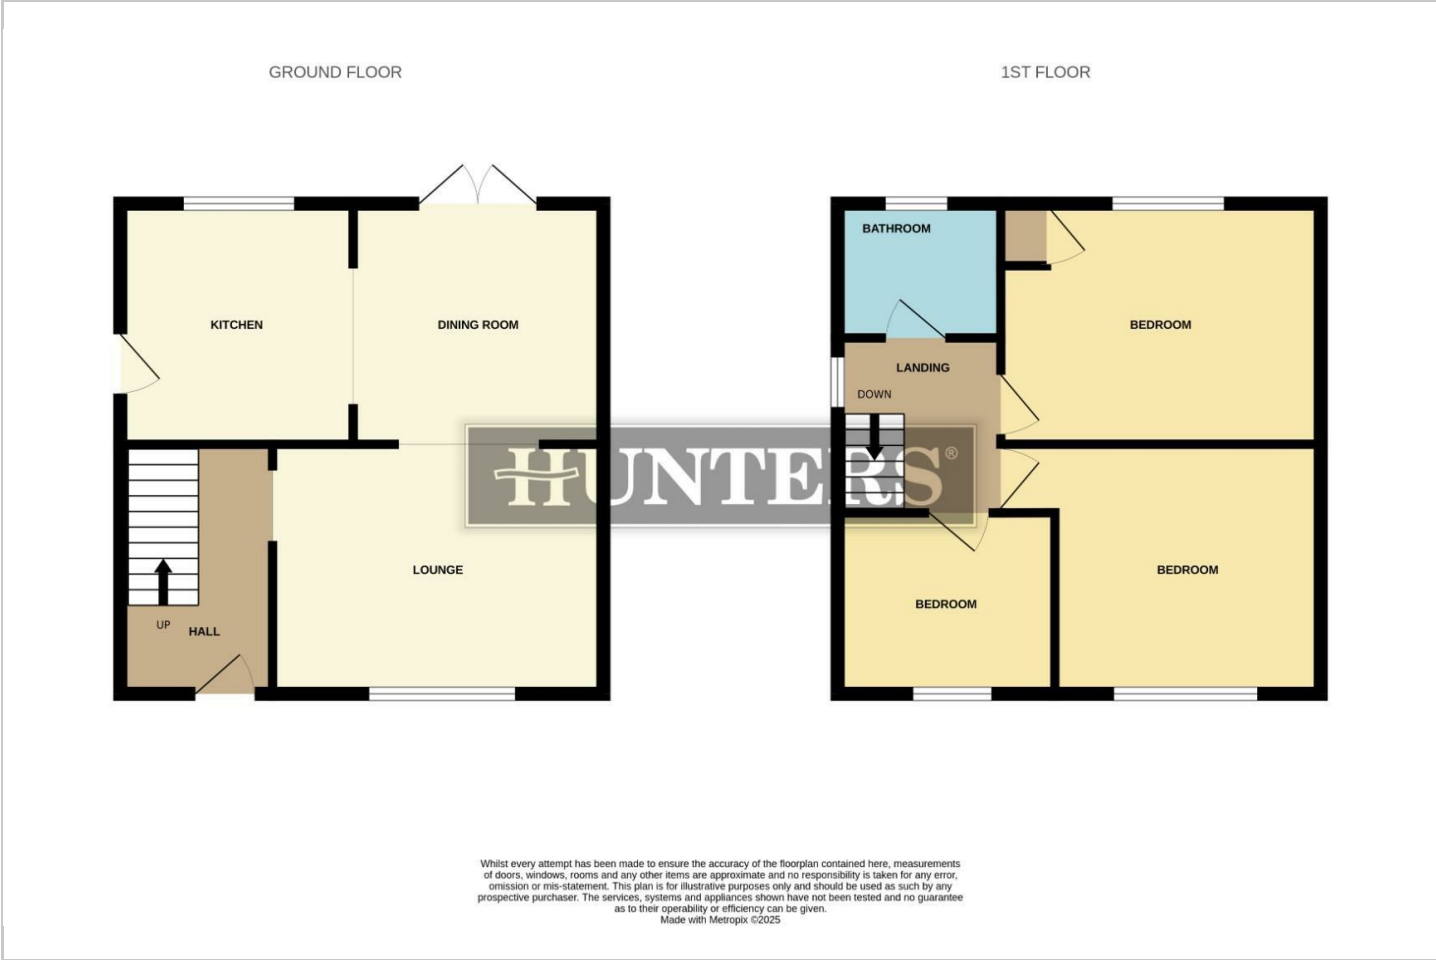 GROUND FLOOR
1ST FLOOR
KITCHEN
DINING ROOM
LOUNGE
UP
HALL
BATHROOM
BEDROOM
LANDING
DOWN
BEDROOM
BEDROOM
HUNTERS®
Whilst every attempt has been made to ensure the accuracy of the floorplan contained here, measurements
of doors, windows, rooms and any other items are approximate and no responsibility is taken for any error,
omission or mis-statement. This plan is for illustrative purposes only and should be used as such by any
prospective purchaser. The services, systems and appliances shown have not been tested and no guarantee
as to their operability or efficiency can be given.
Made with Metropix ©2025